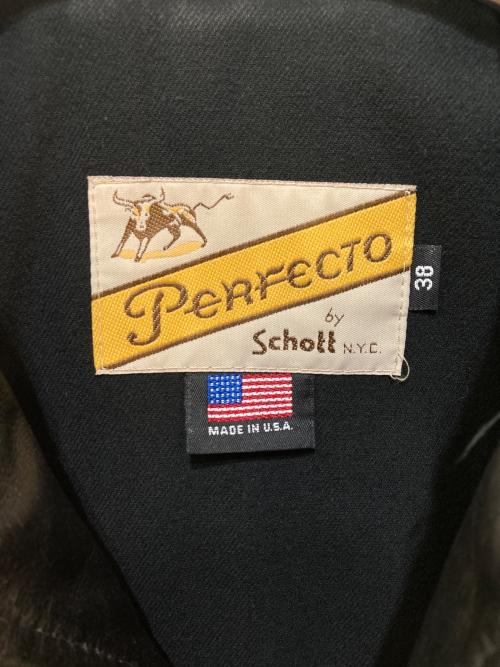 Perfecto
by
Schott N.Y.C.
38
MADE IN U.S.A.